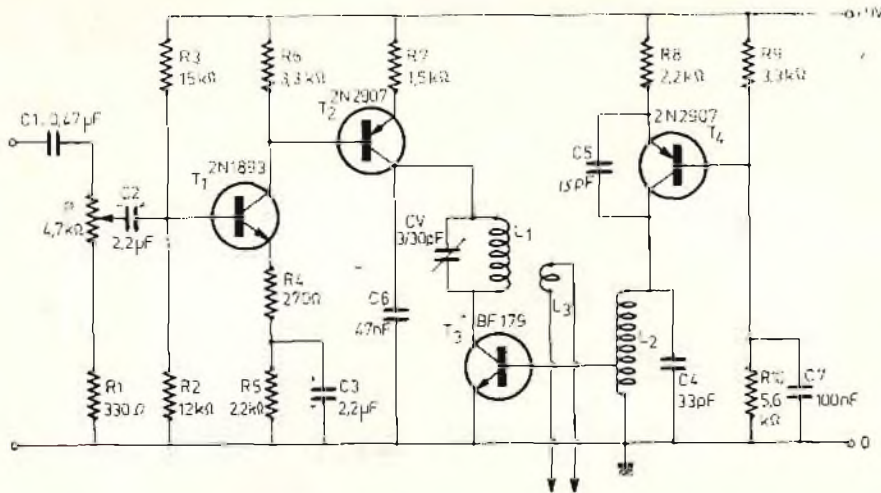 R3
15kΩ
R6
3,3kΩ
R7
1,5kΩ
R8
2,2kΩ
R9
3,3kΩ
C1. 0,47µF
2N2907
T2
2N2907
T4
C5
15pF
2N1893
T1
P
4,7kΩ
C2
2,2µF
CV
3/30pF
L1
R4
270Ω
C6
47nF
L3
T3
BF179
L2
R1
330Ω
R2
12kΩ
R5
2,2kΩ
C3
2,2µF
C4
33pF
R10
5,6
kΩ
C7
100nF
0
0